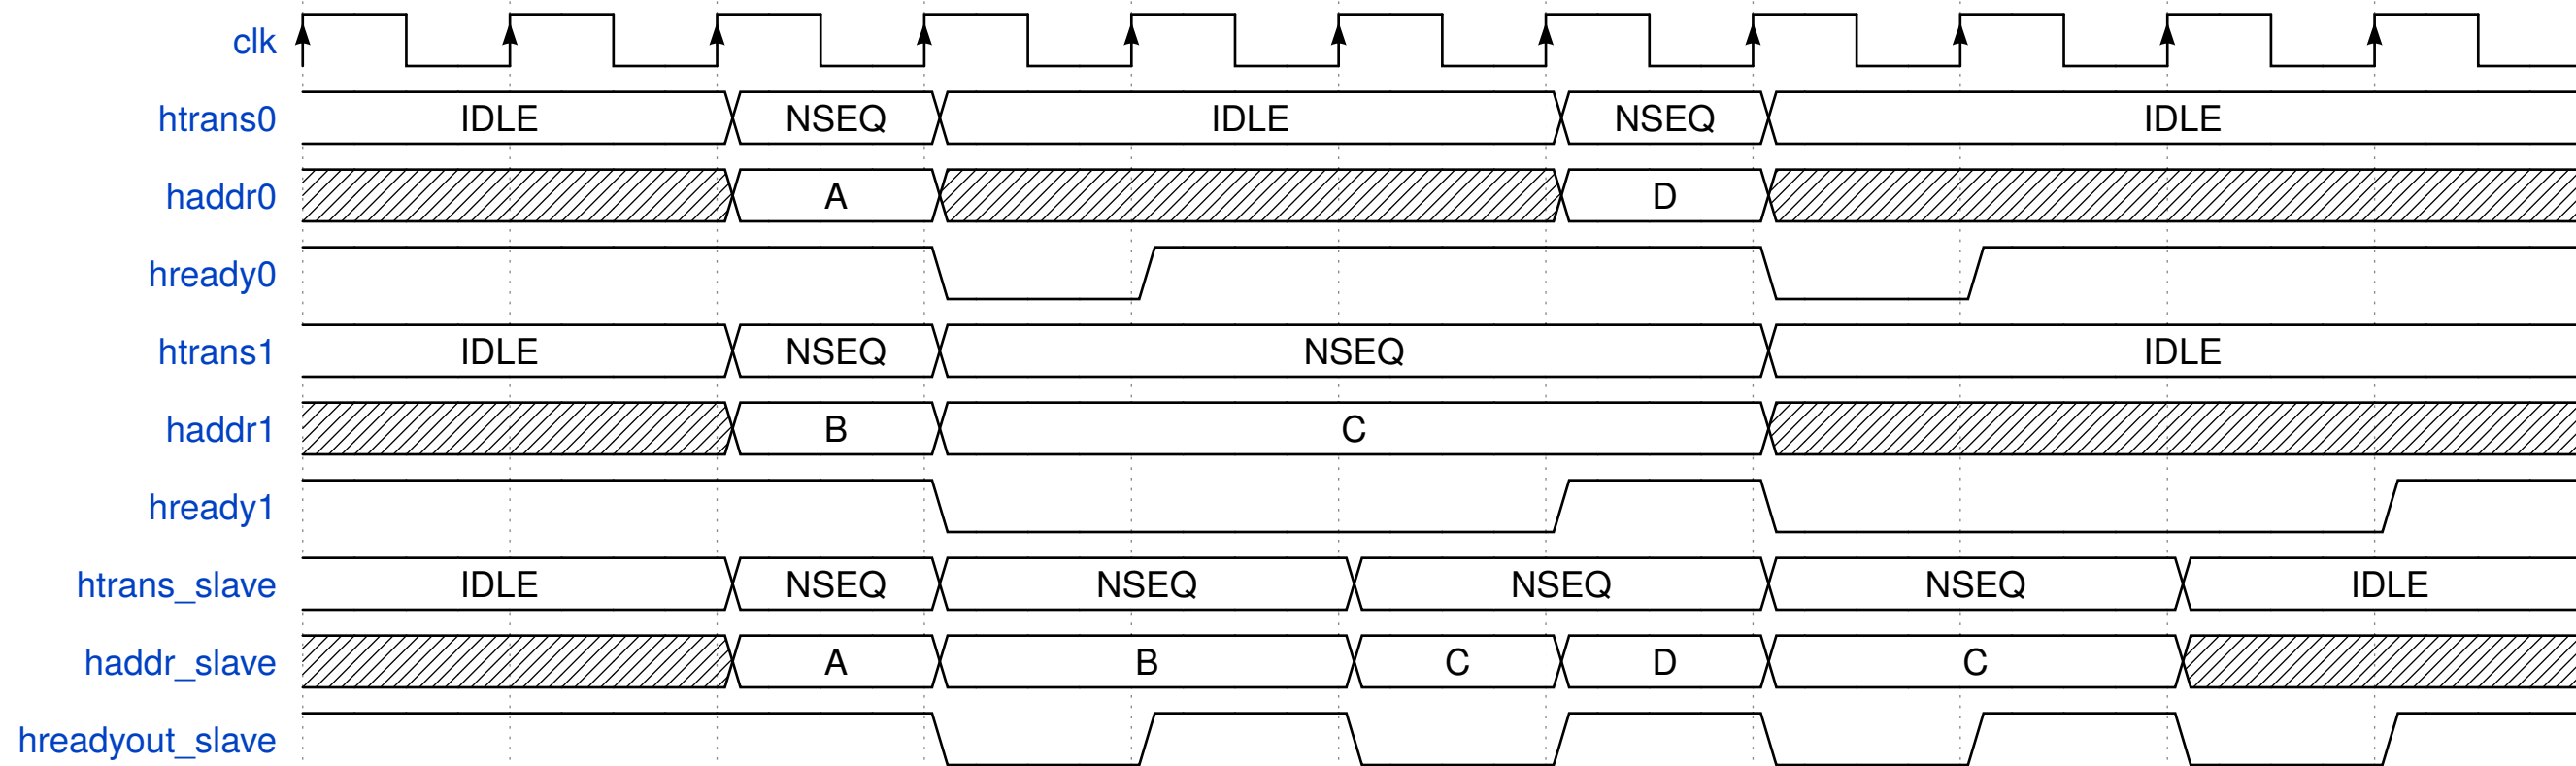 clk
htrans0 IDLE NSEQ IDLE NSEQ IDLE
haddr0 A D
hready0
htrans1 IDLE NSEQ NSEQ IDLE
haddr1 B C
hready1
htrans_slave IDLE NSEQ NSEQ NSEQ NSEQ IDLE
haddr_slave A B C D C
hreadyout_slave